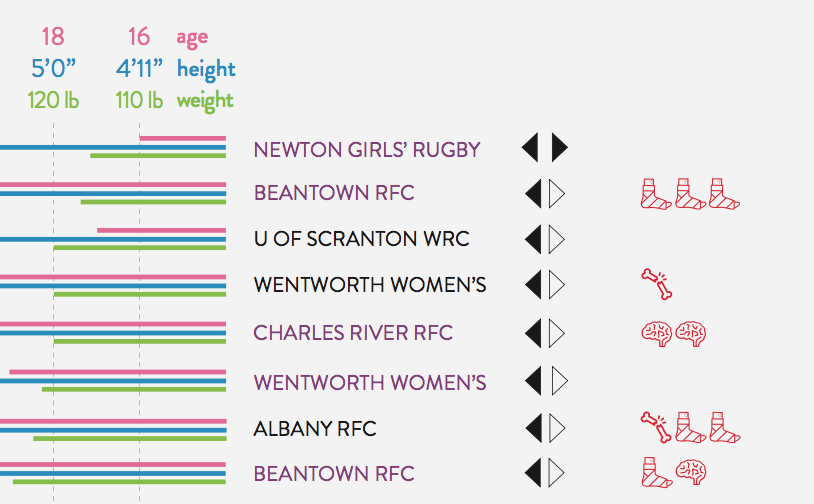 18 16 age
5’0” 4’11” height
120 lb 110 lb weight
NEWTON GIRLS’ RUGBY
BEANTOWN RFC
U OF SCRANTON WRC
WENTWORTH WOMEN’S
CHARLES RIVER RFC
WENTWORTH WOMEN’S
ALBANY RFC
BEANTOWN RFC